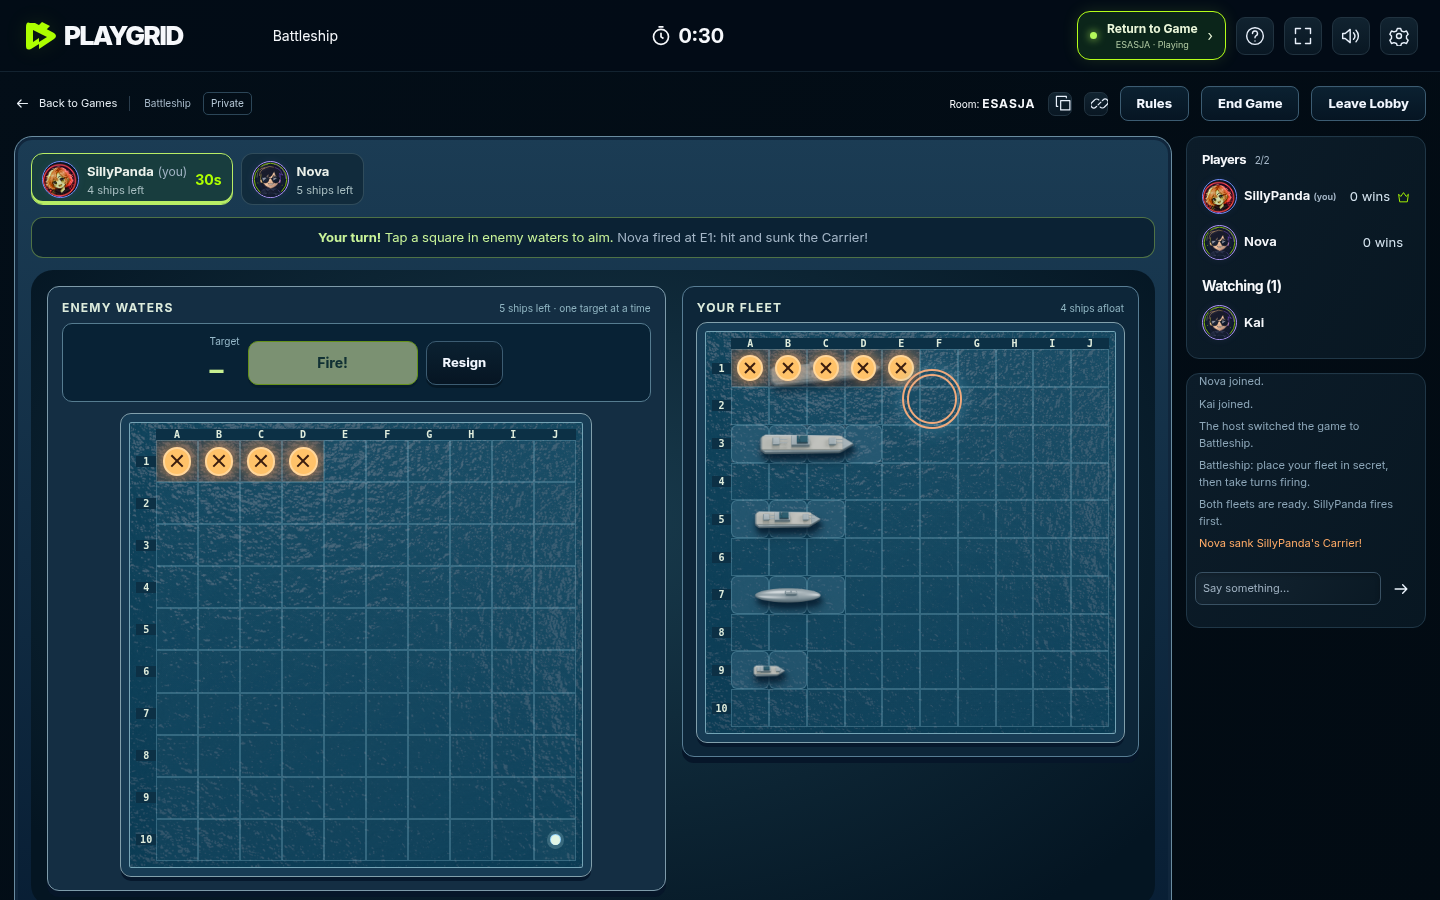 PLAYGRID
Battleship
0:30
Return to Game
ESASJA · Playing
Back to Games
Battleship
Private
Room: ESASJA
Rules
End Game
Leave Lobby
SillyPanda (you)
4 ships left
30s
Nova
5 ships left
Your turn! Tap a square in enemy waters to aim. Nova fired at E1: hit and sunk the Carrier!
ENEMY WATERS
5 ships left · one target at a time
Target
–
Fire!
Resign
A B C D E F G H I J
1
2
3
4
5
6
7
8
9
10
YOUR FLEET
4 ships afloat
A B C D E F G H I J
1
2
3
4
5
6
7
8
9
10
Players 2/2
SillyPanda (you) 0 wins
Nova 0 wins
Watching (1)
Kai
Nova joined.
Kai joined.
The host switched the game to
Battleship.
Battleship: place your fleet in secret,
then take turns firing.
Both fleets are ready. SillyPanda fires
first.
Nova sank SillyPanda's Carrier!
Say something...